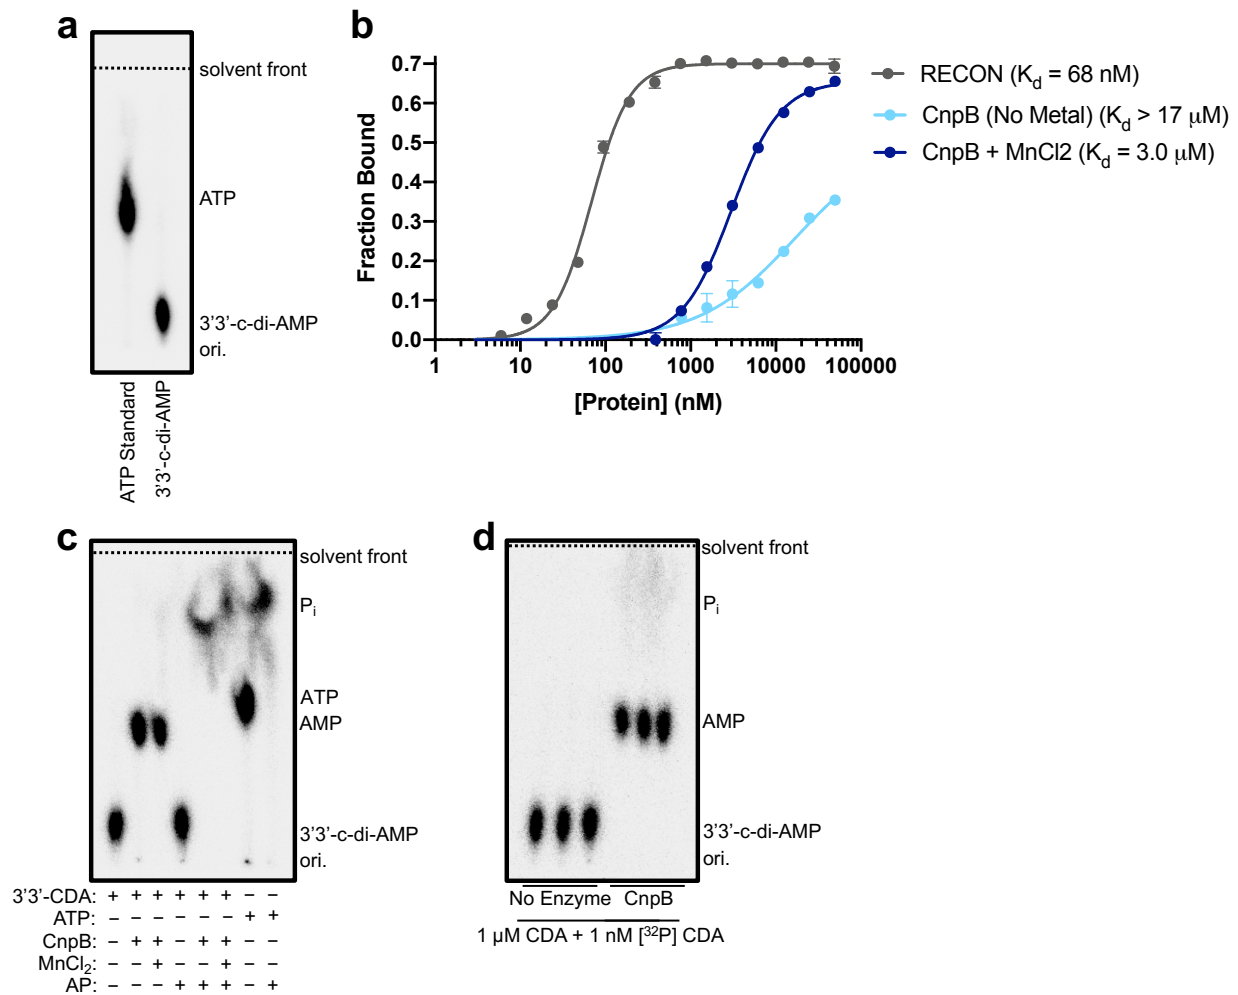 a
solvent front
ATP
3'3'-c-di-AMP
ori.
ATP Standard
3'3'-c-di-AMP
b
Fraction Bound
0.7
0.6
0.5
0.4
0.3
0.2
0.1
0.0
1 10 100 1000 10000 100000
[Protein] (nM)
RECON (Kd = 68 nM)
CnpB (No Metal) (Kd > 17 μM)
CnpB + MnCl2 (Kd = 3.0 μM)
c
solvent front
Pi
ATP
AMP
3'3'-c-di-AMP
ori.
3'3'-CDA: + + + + + + – –
ATP: – – – – – – + +
CnpB: – + + – + + – –
MnCl2: – – + – – + – –
AP: – – – + + + – +
d
solvent front
Pi
AMP
3'3'-c-di-AMP
ori.
No Enzyme CnpB
1 μM CDA + 1 nM [32P] CDA